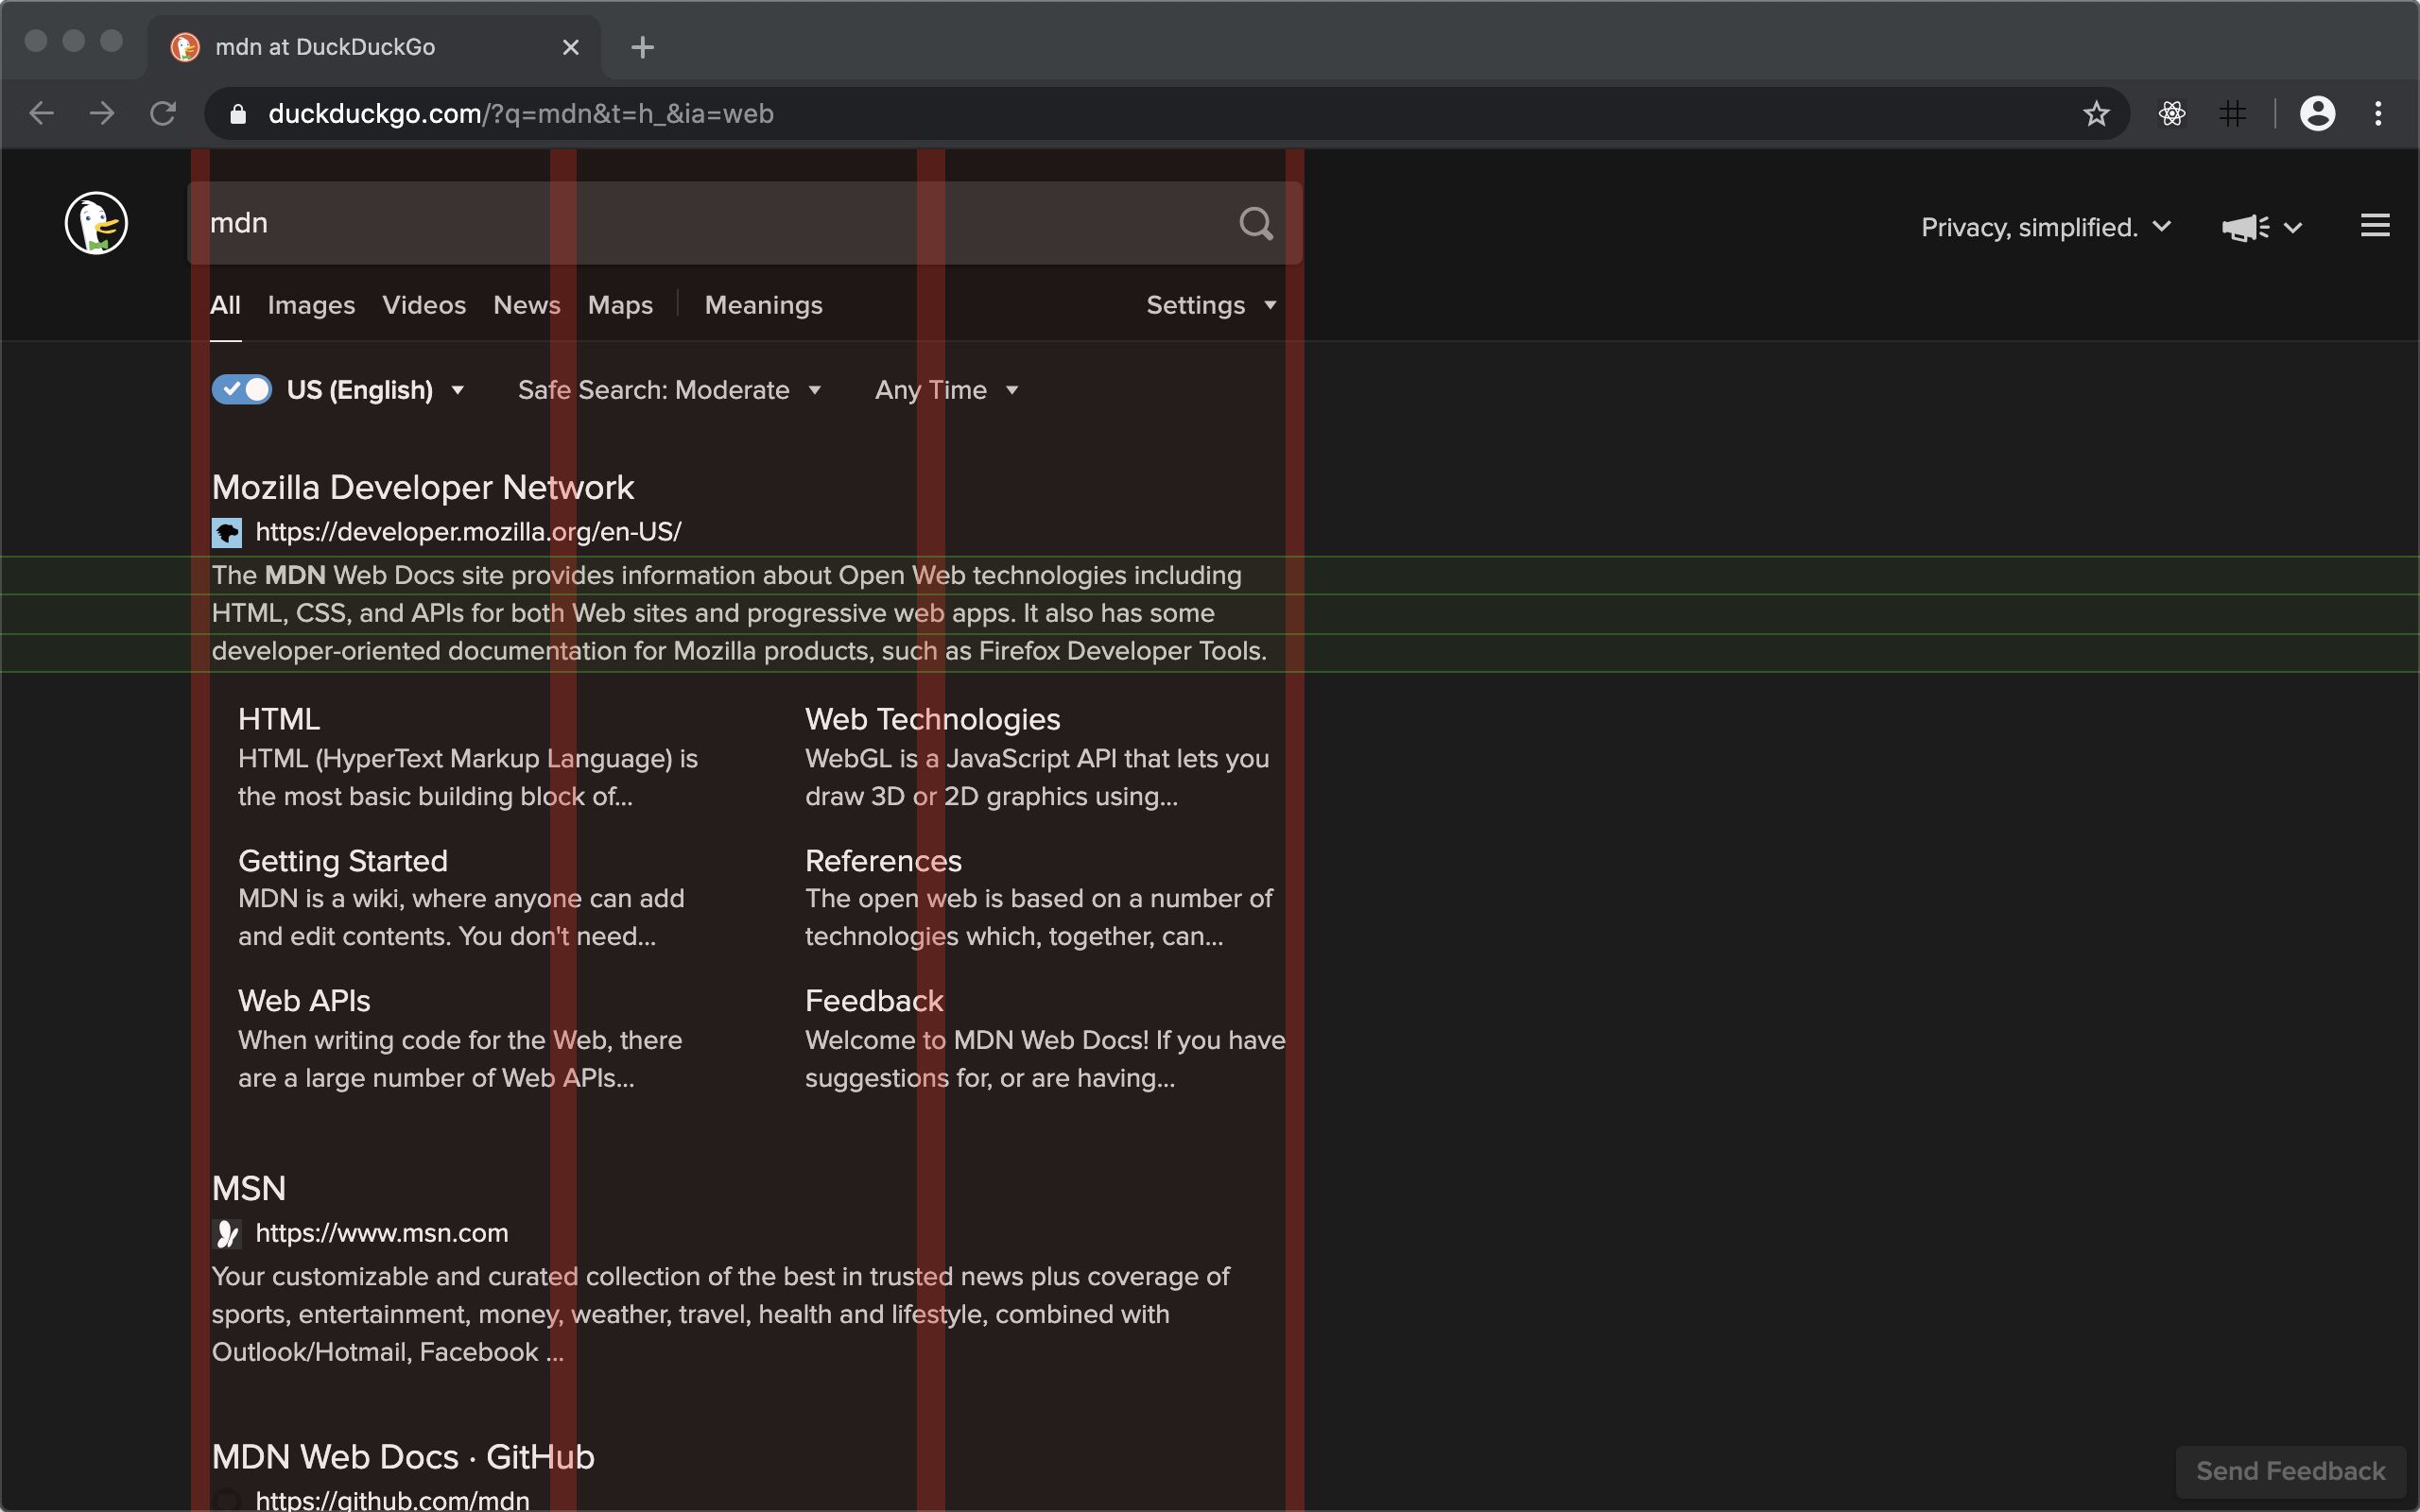 mdn at DuckDuckGo
duckduckgo.com/?q=mdn&t=h_&ia=web
mdn
Privacy, simplified.
All Images Videos News Maps Meanings Settings
US (English) Safe Search: Moderate Any Time
Mozilla Developer Network
https://developer.mozilla.org/en-US/
The MDN Web Docs site provides information about Open Web technologies including
HTML, CSS, and APIs for both Web sites and progressive web apps. It also has some
developer-oriented documentation for Mozilla products, such as Firefox Developer Tools.
HTML
HTML (HyperText Markup Language) is
the most basic building block of...
Web Technologies
WebGL is a JavaScript API that lets you
draw 3D or 2D graphics using...
Getting Started
MDN is a wiki, where anyone can add
and edit contents. You don't need...
References
The open web is based on a number of
technologies which, together, can...
Web APIs
When writing code for the Web, there
are a large number of Web APIs...
Feedback
Welcome to MDN Web Docs! If you have
suggestions for, or are having...
MSN
https://www.msn.com
Your customizable and curated collection of the best in trusted news plus coverage of
sports, entertainment, money, weather, travel, health and lifestyle, combined with
Outlook/Hotmail, Facebook ...
MDN Web Docs · GitHub
https://github.com/mdn
Send Feedback